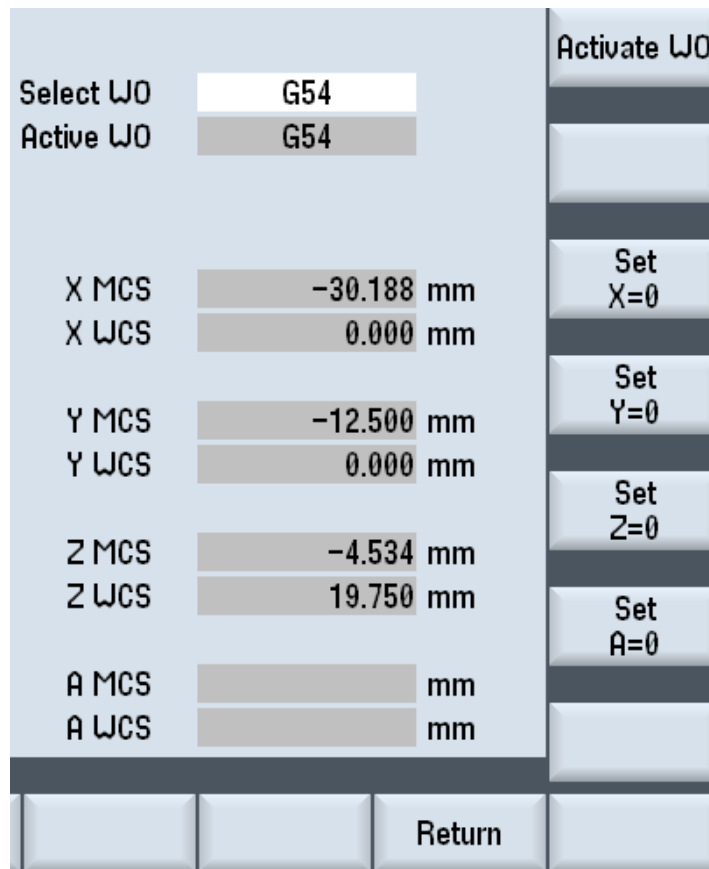 Activate WO
Select WO G54
Active WO G54
Set
X=0
X MCS -30.188 mm
X WCS 0.000 mm
Set
Y=0
Y MCS -12.500 mm
Y WCS 0.000 mm
Set
Z=0
Z MCS -4.534 mm
Z WCS 19.750 mm
Set
A=0
A MCS mm
A WCS mm
Return